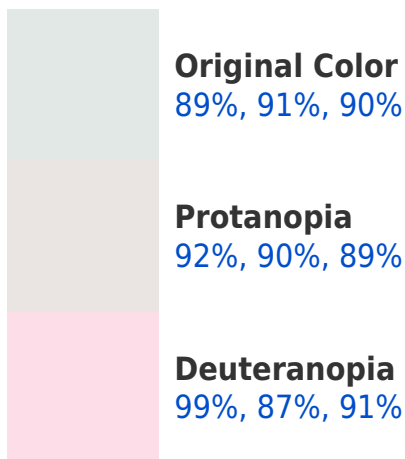 Original Color
89%, 91%, 90%
Protanopia
92%, 90%, 89%
Deuteranopia
99%, 87%, 91%